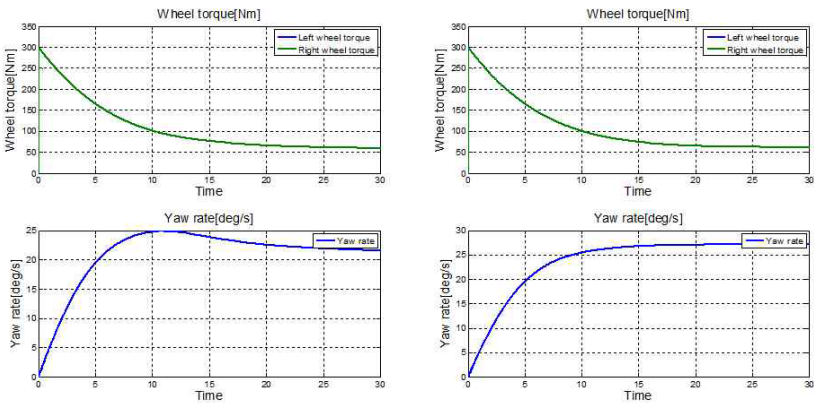 Wheel torque[Nm]
Wheel torque[Nm]
350
300
250
200
150
100
50
0
Left wheel torque
Right wheel torque
0 5 10 15 20 25 30
Time
Wheel torque[Nm]
Wheel torque[Nm]
350
300
250
200
150
100
50
0
Left wheel torque
Right wheel torque
0 5 10 15 20 25 30
Time
Yaw rate[deg/s]
Yaw rate[deg/s]
25
20
15
10
5
0
Yaw rate
0 5 10 15 20 25 30
Time
Yaw rate[deg/s]
Yaw rate[deg/s]
30
25
20
15
10
5
0
Yaw rate
0 5 10 15 20 25 30
Time